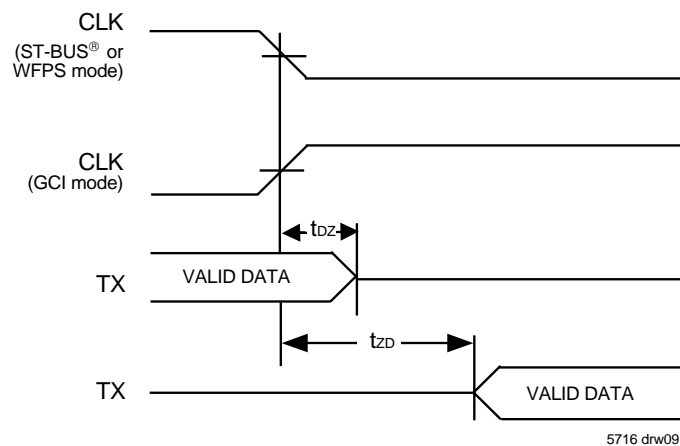 CLK
(ST-BUS® or
WFPS mode)
CLK
(GCI mode)
tDZ
TX
VALID DATA
tZD
TX
VALID DATA
5716 drw09